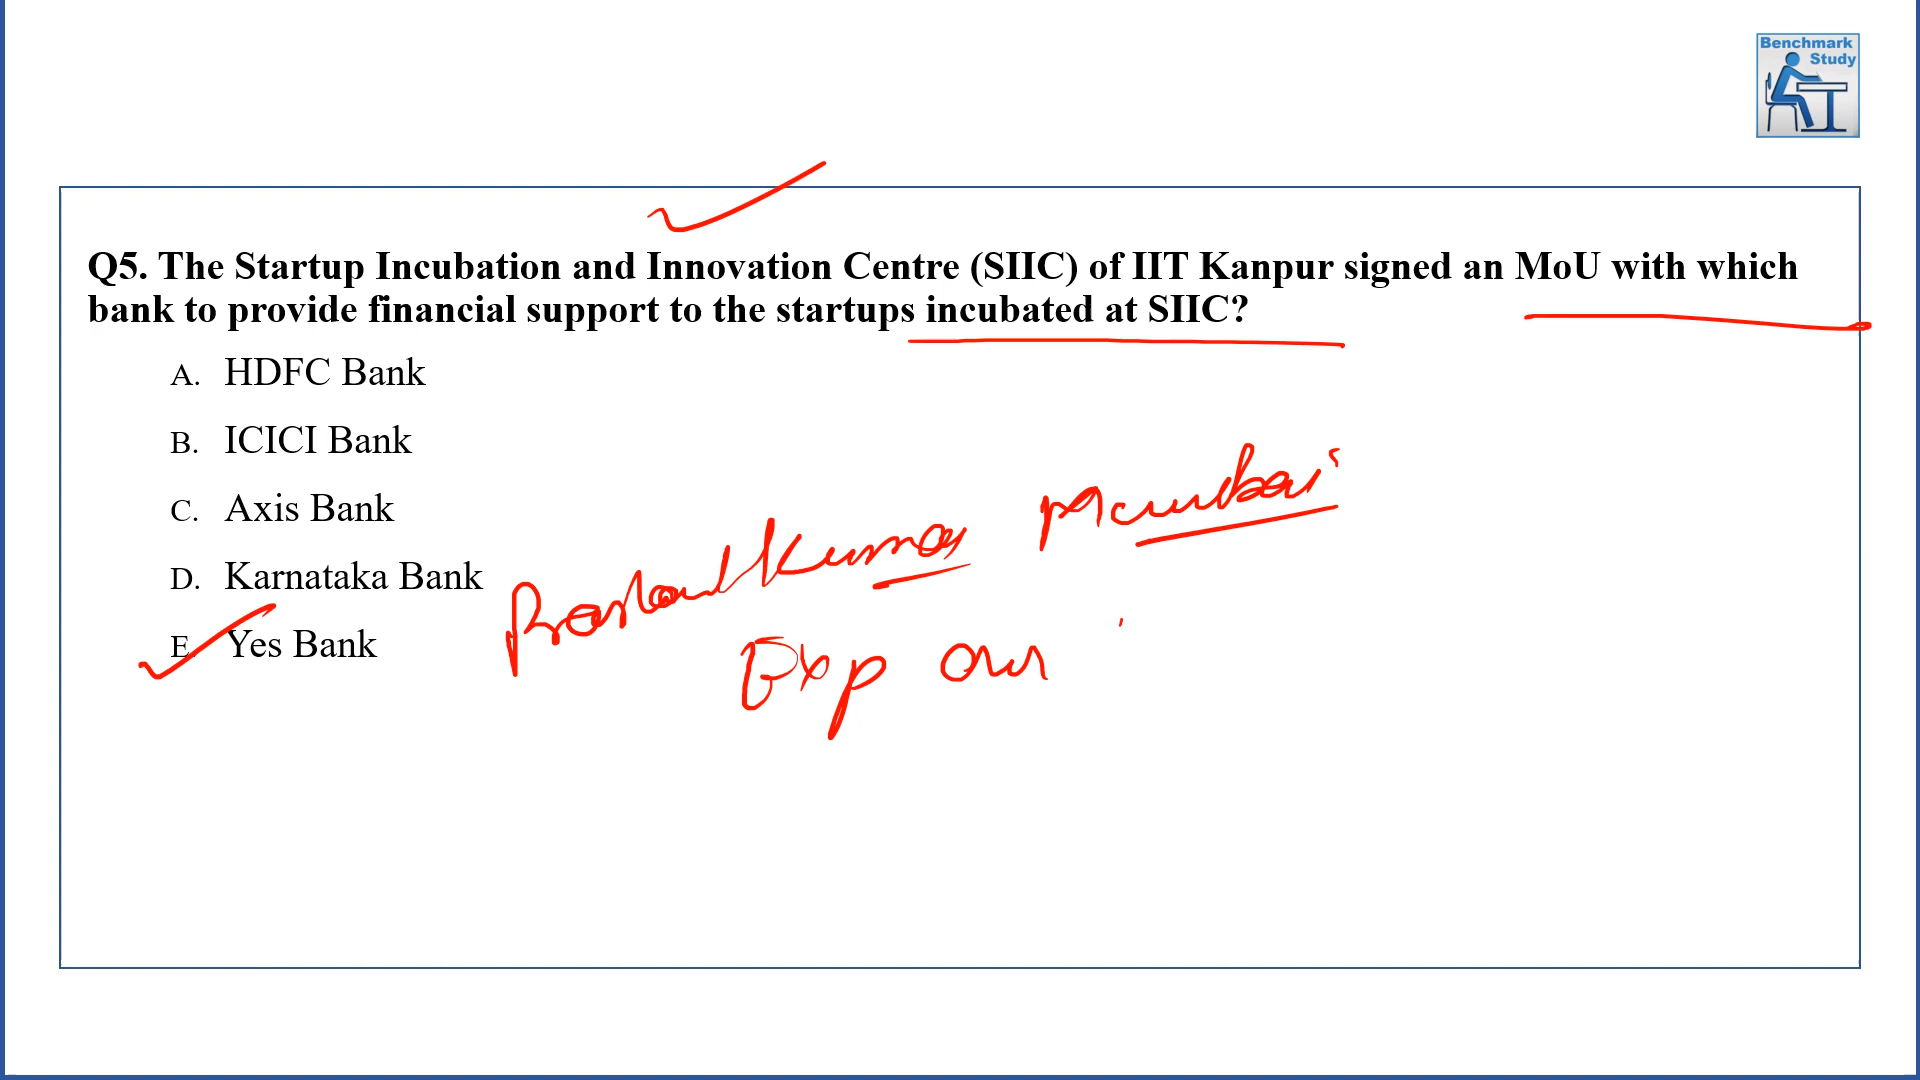 Benchmark
Study
Q5. The Startup Incubation and Innovation Centre (SIIC) of IIT Kanpur signed an MoU with which
bank to provide financial support to the startups incubated at SIIC?
A. HDFC Bank
B. ICICI Bank
C. Axis Bank
D. Karnataka Bank
E. Yes Bank
Kumar Mumbai
Exp our